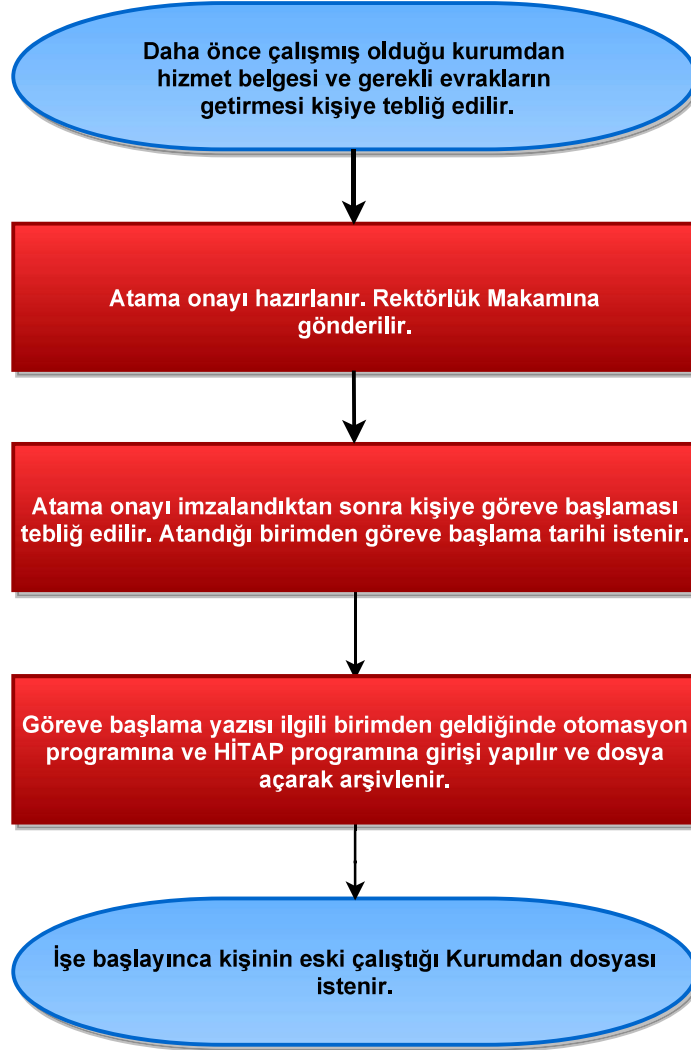 Daha önce çalışmış olduğu kurumdan
hizmet belgesi ve gerekli evrakların
getirmesi kişiye tebliğ edilir.
Atama onayı hazırlanır. Rektörlük Makamına
gönderilir.
Atama onayı imzalandıktan sonra kişiye göreve başlaması
tebliğ edilir. Atandığı birimden göreve başlama tarihi istenir.
Göreve başlama yazısı ilgili birimden geldiğinde otomasyon
programına ve HİTAP programına girişi yapılır ve dosya
açarak arşivlenir.
İşe başlayınca kişinin eski çalıştığı Kurumdan dosyası
istenir.